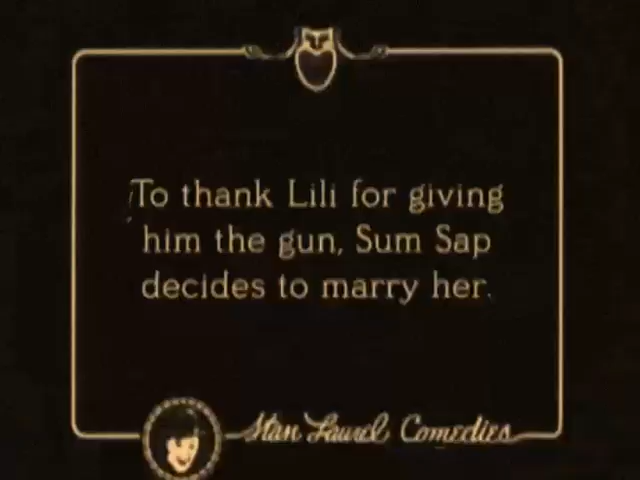 To thank Lili for giving
him the gun, Sum Sap
decides to marry her.
Stan Laurel Comedies